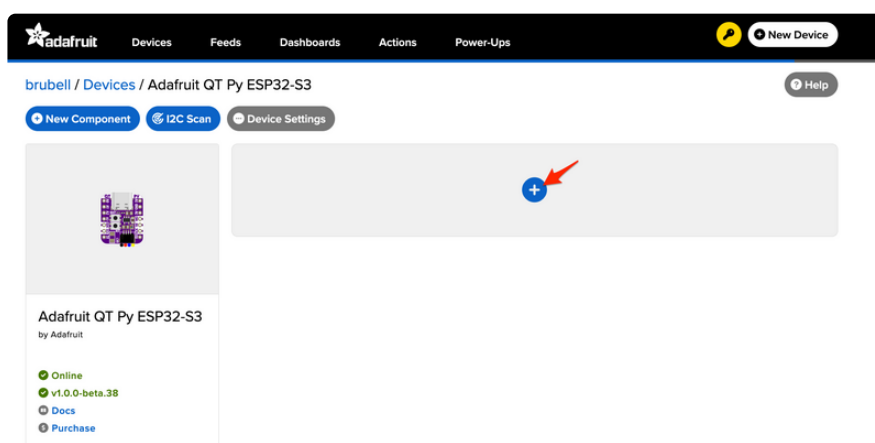 adafruit Devices Feeds Dashboards Actions Power-Ups New Device
brubell / Devices / Adafruit QT Py ESP32-S3 Help
New Component I2C Scan Device Settings
Adafruit QT Py ESP32-S3
by Adafruit
Online
v1.0.0-beta.38
Docs
Purchase